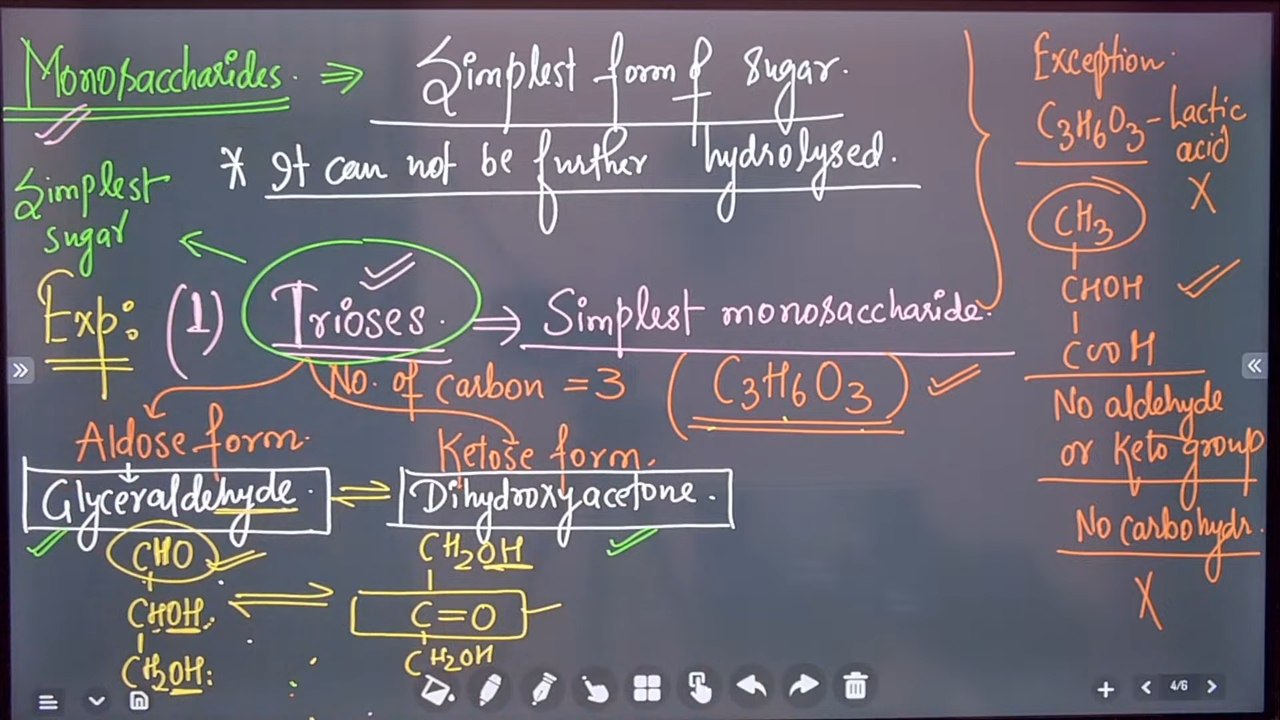 Monosaccharides. ⇒ Simplest form of sugar.
* It can not be further hydrolysed.
Simplest
sugar
Exp: (1) Trioses. ⇒ Simplest monosaccharide.
No. of carbon = 3 (C3H6O3)
Aldose form.
Glyceraldehyde. ⇌ Dihydroxyacetone.
CHO
CHOH.
CH2OH:
⇌
Ketose form.
CH2OH
C=O
CH2OH
Exception.
C3H6O3 - Lactic
acid
X
CH3
CHOH
COOH
No aldehyde
or Keto group
No carbohydr.
X
4/6